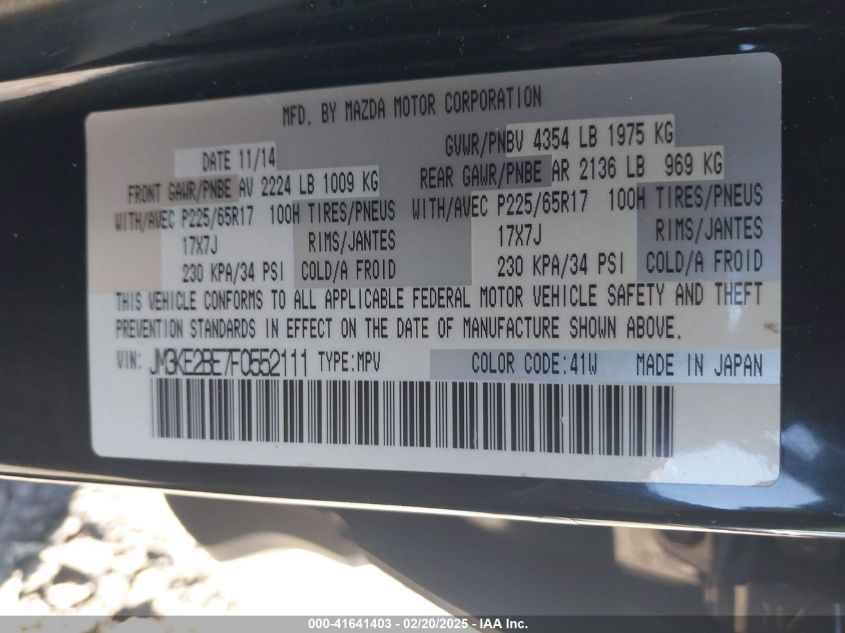 MFD. BY MAZDA MOTOR CORPORATION
DATE 11/14 GVWR/PNBV 4354 LB 1975 KG
FRONT GAWR/PNBE AV 2224 LB 1009 KG REAR GAWR/PNBE AR 2136 LB 969 KG
WITH/AVEC P225/65R17 100H TIRES/PNEUS WITH/AVEC P225/65R17 100H TIRES/PNEUS
17X7J RIMS/JANTES 17X7J RIMS/JANTES
230 KPA/34 PSI COLD/A FROID 230 KPA/34 PSI COLD/A FROID
THIS VEHICLE CONFORMS TO ALL APPLICABLE FEDERAL MOTOR VEHICLE SAFETY AND THEFT
PREVENTION STANDARDS IN EFFECT ON THE DATE OF MANUFACTURE SHOWN ABOVE.
VIN: JM3KE2BE7F0552111 TYPE:MPV COLOR CODE:41W MADE IN JAPAN
000-41641403 - 02/20/2025 - IAA Inc.